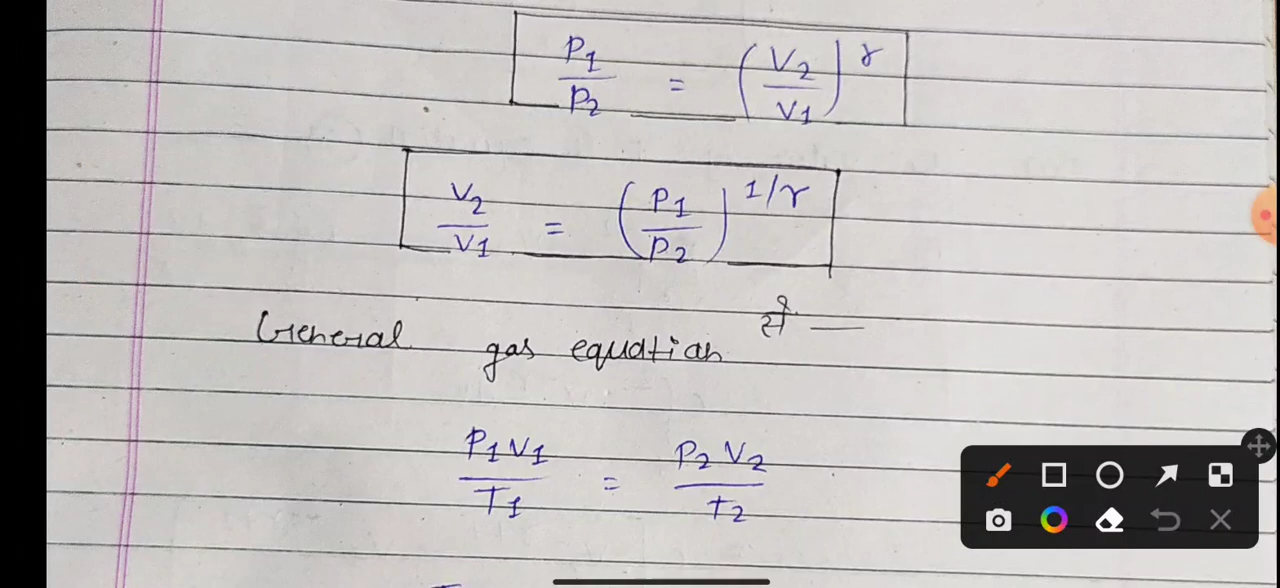 P1/P2 = (V2/V1)^γ
V2/V1 = (P1/P2)^1/γ
General gas equation से —
P1V1/T1 = P2V2/T2